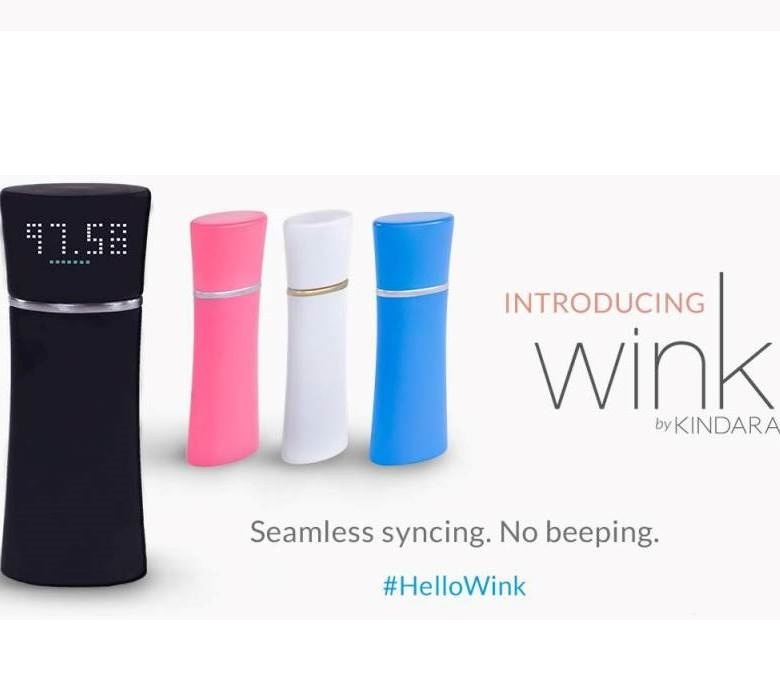 97.58
INTRODUCING
wink
by KINDARA
Seamless syncing. No beeping.
#HelloWink